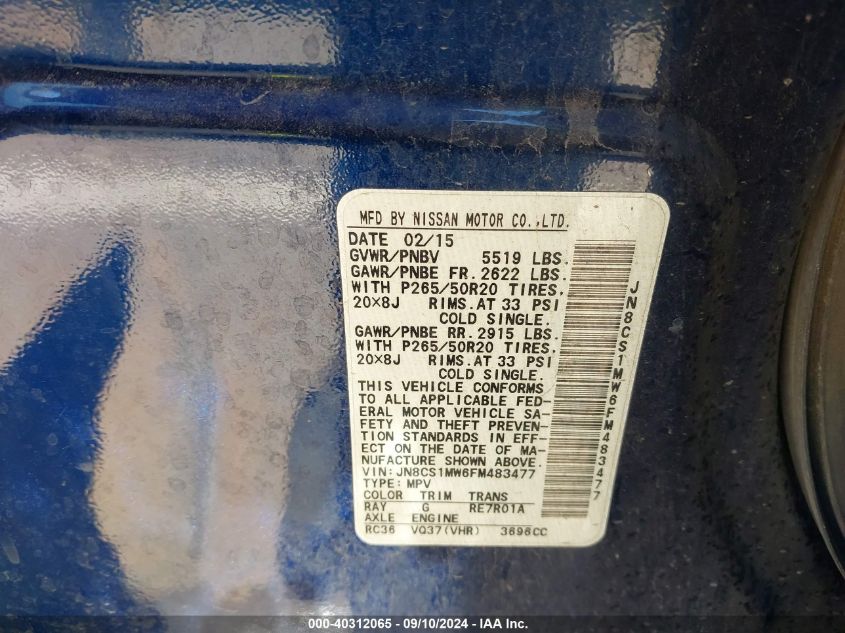 MFD BY NISSAN MOTOR CO.,LTD.
DATE 02/15
GVWR/PNBV 5519 LBS.
GAWR/PNBE FR. 2622 LBS.
WITH P265/50R20 TIRES.
20×8J RIMS.AT 33 PSI
COLD SINGLE.
GAWR/PNBE RR. 2915 LBS.
WITH P265/50R20 TIRES.
20×8J RIMS.AT 33 PSI
COLD SINGLE.
THIS VEHICLE CONFORMS
TO ALL APPLICABLE FED-
ERAL MOTOR VEHICLE SA-
FETY AND THEFT PREVEN-
TION STANDARDS IN EFF-
ECT ON THE DATE OF MA-
NUFACTURE SHOWN ABOVE.
VIN:JN8CS1MW6FM483477
TYPE:MPV
COLOR TRIM TRANS
RAY G RE7R01A
AXLE ENGINE
RC36 VQ37(VHR) 3696CC
JN8CS1MW6FM483477
000-40312065 - 09/10/2024 - IAA Inc.